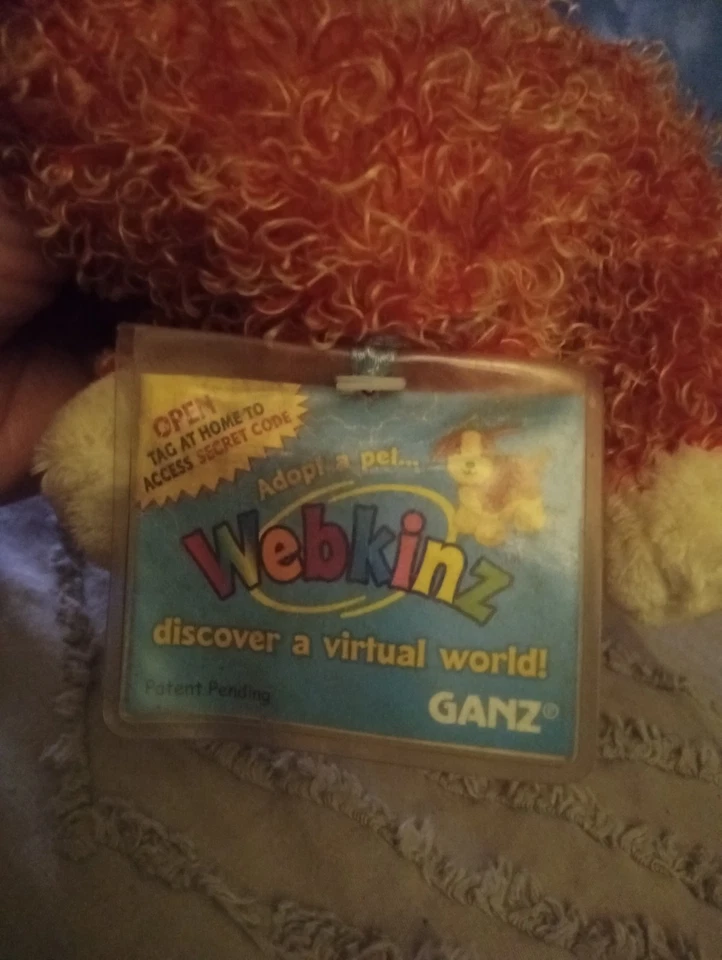 OPEN
TAG AT HOME TO
ACCESS SECRET CODE
Adopt a pet...
Webkinz
discover a virtual world!
Patent Pending
GANZ®